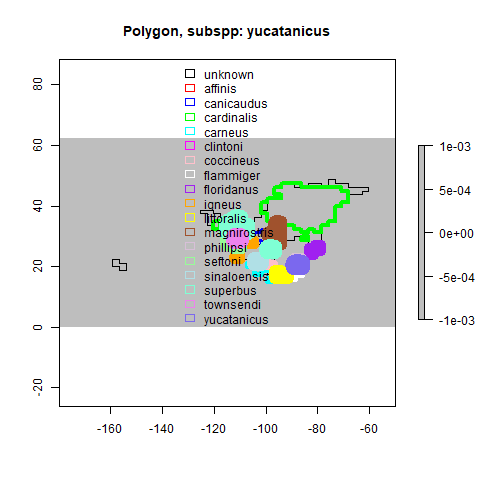 Polygon, subspp: yucatanicus
unknown
affinis
canicaudus
cardinalis
carneus
clintoni
coccineus
flammiger
floridanus
igneus
littoralis
magnirostris
phillipsi
seftoni
sinaloensis
superbus
townsendi
yucatanicus
80
60
40
20
0
-20
-160
-140
-120
-100
-80
-60
1e-03
5e-04
0e+00
-5e-04
-1e-03